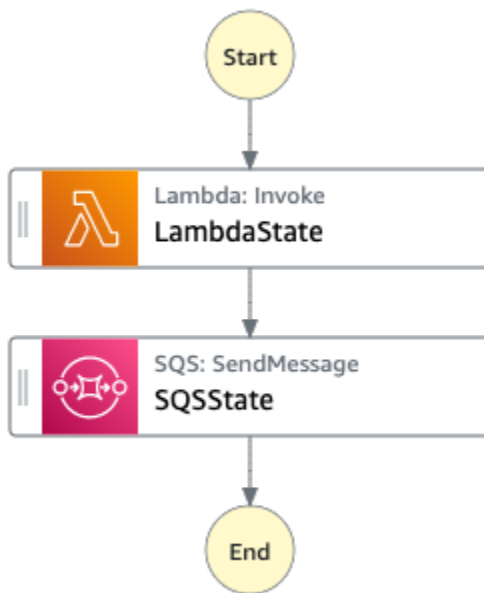 Start
Lambda: Invoke
LambdaState
SQS: SendMessage
SQSState
End